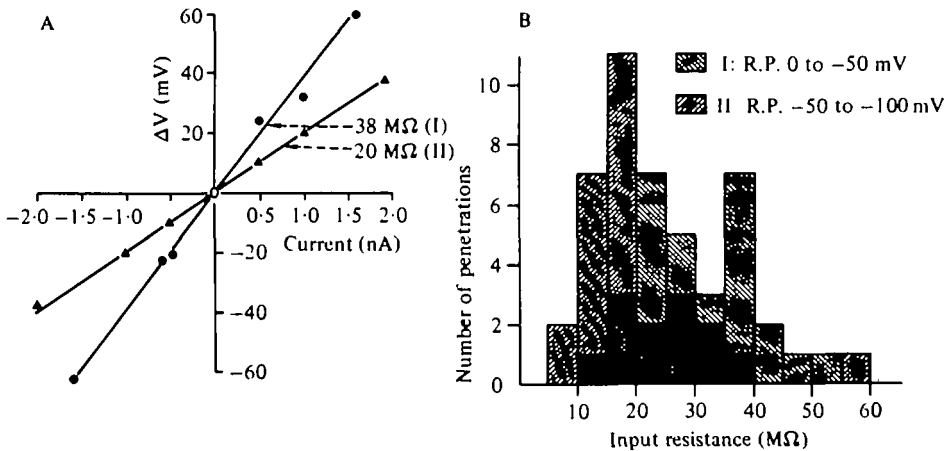 A
60
40
20
ΔV (mV)
38 MΩ (I)
20 MΩ (II)
0
−2·0 −1·5 −1·0
0·5 1·0 1·5 2.0
Current (nA)
−20
−40
−60
B
I: R.P. 0 to −50 mV
II R.P. −50 to −100 mV
10
8
6
4
2
0
Number of penetrations
10 20 30 40 50 60
Input resistance (MΩ)